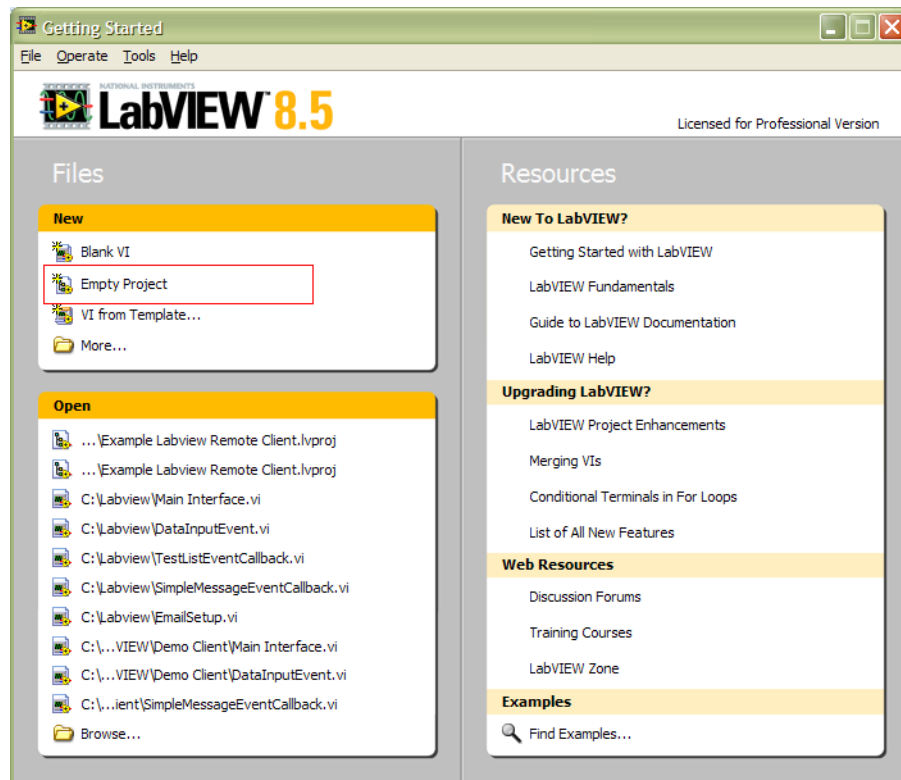 Getting Started
File Operate Tools Help
NATIONAL INSTRUMENTS
LabVIEW™ 8.5
Licensed for Professional Version
Files
New
Blank VI
Empty Project
VI from Template...
More...
Open
...\Example Labview Remote Client.lvproj
...\Example Labview Remote Client.lvproj
C:\Labview\Main Interface.vi
C:\Labview\DataInputEvent.vi
C:\Labview\TestListEventCallback.vi
C:\Labview\SimpleMessageEventCallback.vi
C:\Labview\EmailSetup.vi
C:\...VIEW\Demo Client\Main Interface.vi
C:\...VIEW\Demo Client\DataInputEvent.vi
C:\...ient\SimpleMessageEventCallback.vi
Browse...
Resources
New To LabVIEW?
Getting Started with LabVIEW
LabVIEW Fundamentals
Guide to LabVIEW Documentation
LabVIEW Help
Upgrading LabVIEW?
LabVIEW Project Enhancements
Merging VIs
Conditional Terminals in For Loops
List of All New Features
Web Resources
Discussion Forums
Training Courses
LabVIEW Zone
Examples
Find Examples...